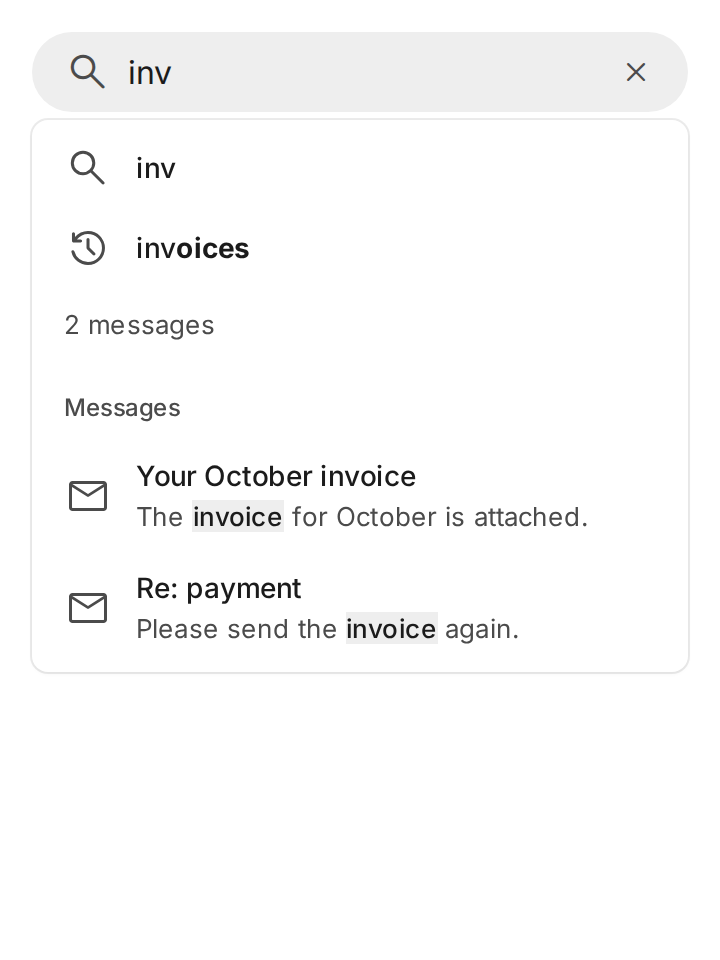 inv
inv
invoices
2 messages
Messages
Your October invoice
The invoice for October is attached.
Re: payment
Please send the invoice again.